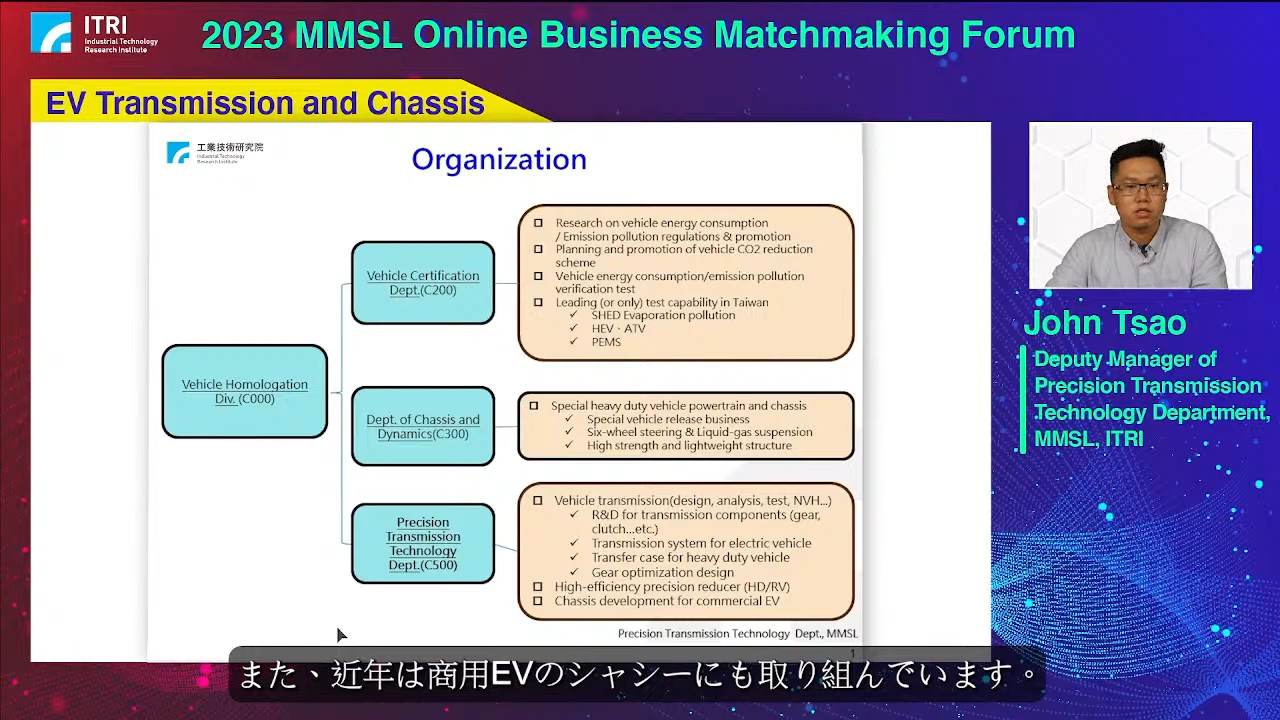 ITRI
Industrial Technology
Research Institute
2023 MMSL Online Business Matchmaking Forum
EV Transmission and Chassis
工業技術研究院
Industrial Technology
Research Institute
Organization
Vehicle Homologation
Div. (C000)
Vehicle Certification
Dept.(C200)
Research on vehicle energy consumption
/ Emission pollution regulations & promotion
Planning and promotion of vehicle CO2 reduction
scheme
Vehicle energy consumption/emission pollution
verification test
Leading (or only) test capability in Taiwan
SHED Evaporation pollution
HEV、ATV
PEMS
Dept. of Chassis and
Dynamics(C300)
Special heavy duty vehicle powertrain and chassis
Special vehicle release business
Six-wheel steering & Liquid-gas suspension
High strength and lightweight structure
Precision
Transmission
Technology
Dept.(C500)
Vehicle transmission(design, analysis, test, NVH...)
R&D for transmission components (gear,
clutch...etc.)
Transmission system for electric vehicle
Transfer case for heavy duty vehicle
Gear optimization design
High-efficiency precision reducer (HD/RV)
Chassis development for commercial EV
Precision Transmission Technology Dept., MMSL
1
John Tsao
Deputy Manager of
Precision Transmission
Technology Department,
MMSL, ITRI
また、近年は商用EVのシャシーにも取り組んでいます。